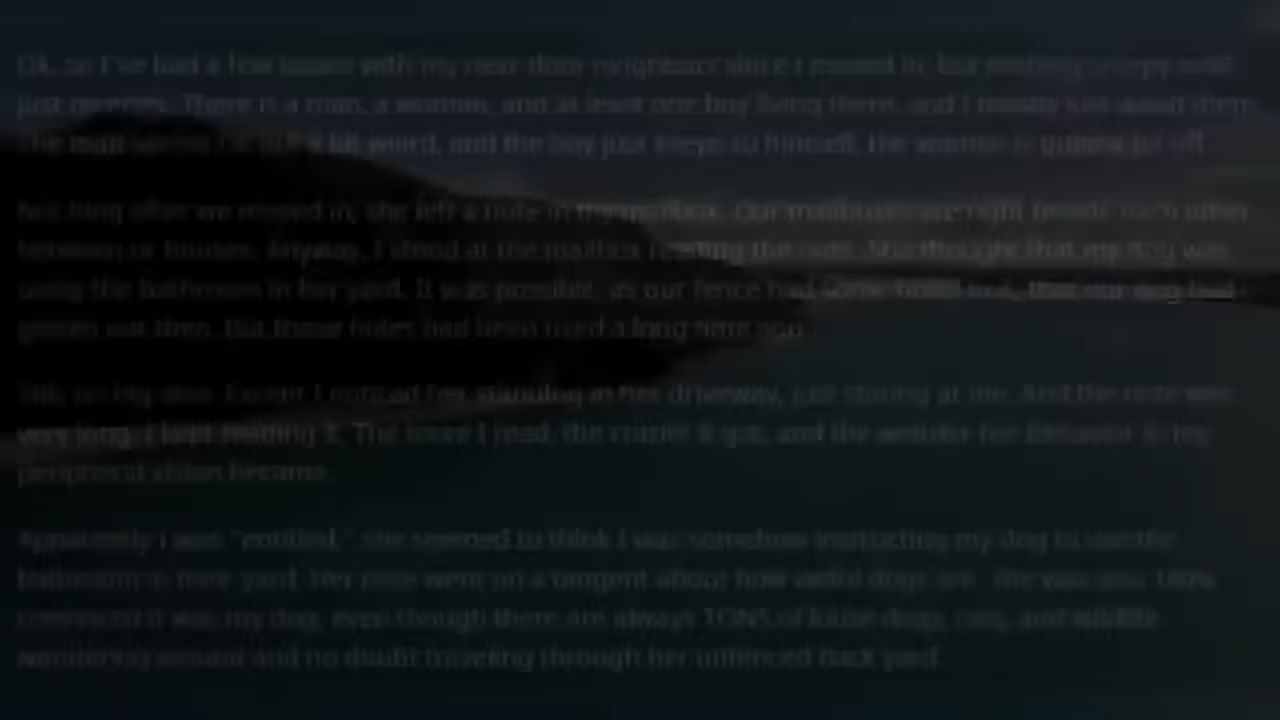 Ok, so I've had a few issues with my next door neighbors since I moved in, but nothing creepy until
just recently. There is a man, a woman, and at least one boy living there, and I mostly just avoid them.
the man seems OK but a bit weird, and the boy just keeps to himself, the woman is
Not long after we moved in, she left a note in my mailbox. Our mailboxes are right beside each other
between or houses. Anyway, I stood at the mailbox reading the note. She thought that my dog was
using the bathroom in her yard. It was possible, as our fence had some holes in it, that our dog had
gotten out then. But those holes had been fixed a long time ago.
Still, no big deal. Except I noticed her standing in her driveway, just staring at me. And the note was
very long. I kept reading it. The more I read, the crazier it got, and the weirder her behavior in my
peripheral vision became.
Apparently I was "entitled," she seemed to think I was somehow instructing my dog to use the
bathroom in their yard. Her note went on a tangent about how awful dogs are. She was also 100%
convinced it was my dog, even though there are always TONS of loose dogs, cats, and wildlife
wandering around and no doubt traveling through her unfenced back yard.